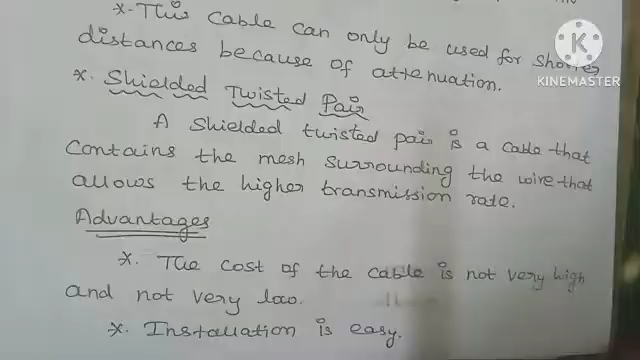 *. This cable can only be used for shorter
distances because of attenuation.
*. Shielded Twisted Pair
A shielded twisted pair is a cable that
contains the mesh surrounding the wire that
allows the higher transmission rate.
Advantages
*. The cost of the cable is not very high
and not very low.
*. Installation is easy.
K
KINEMASTER